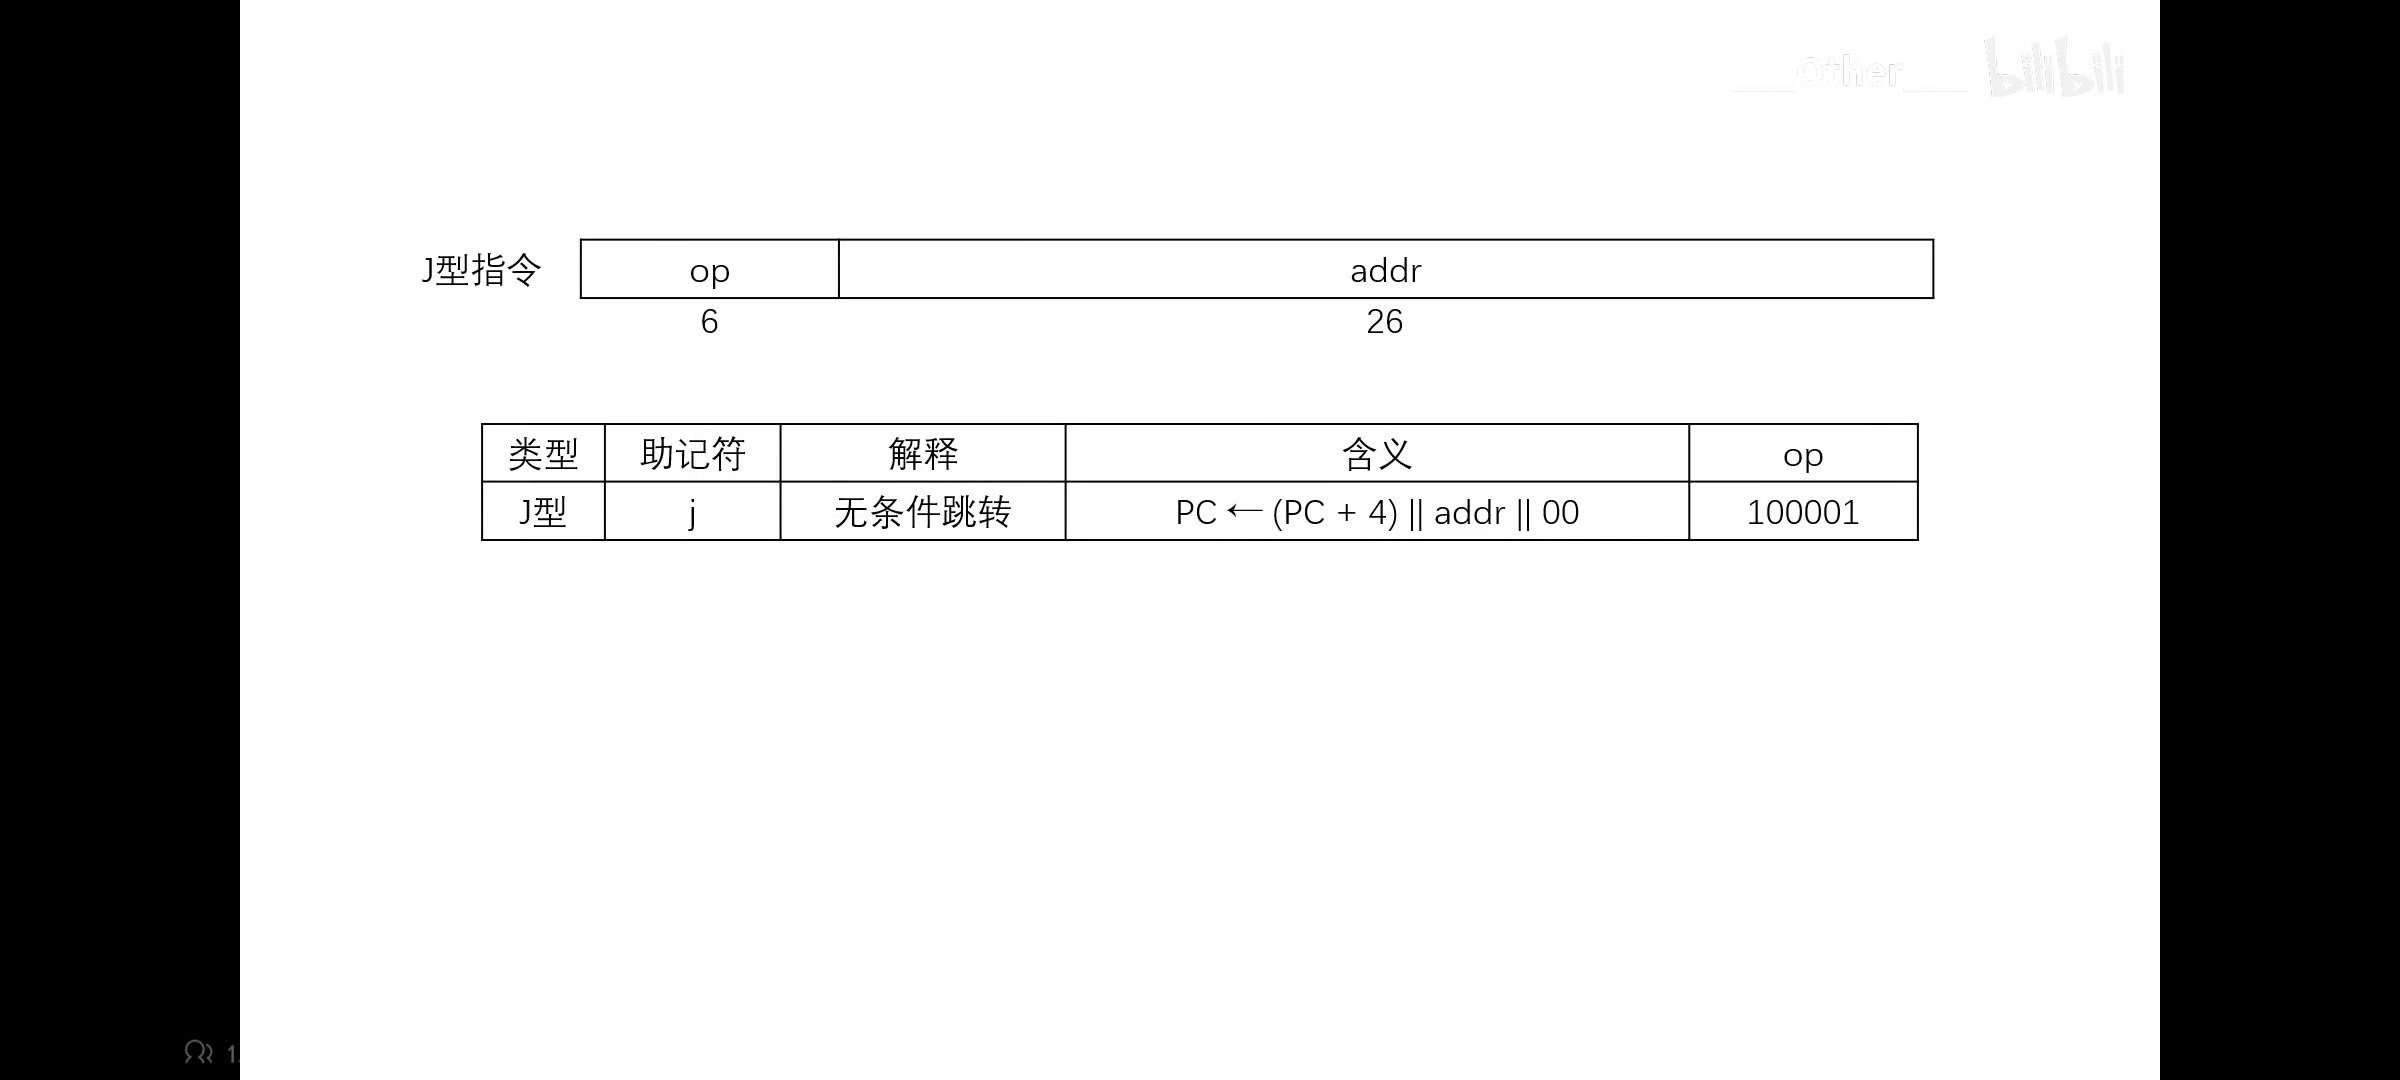 ___Other___ bilibili
J型指令 op addr
6 26
类型 助记符 解释 含义 op
J型 j 无条件跳转 PC ← (PC + 4) || addr || 00 100001
1